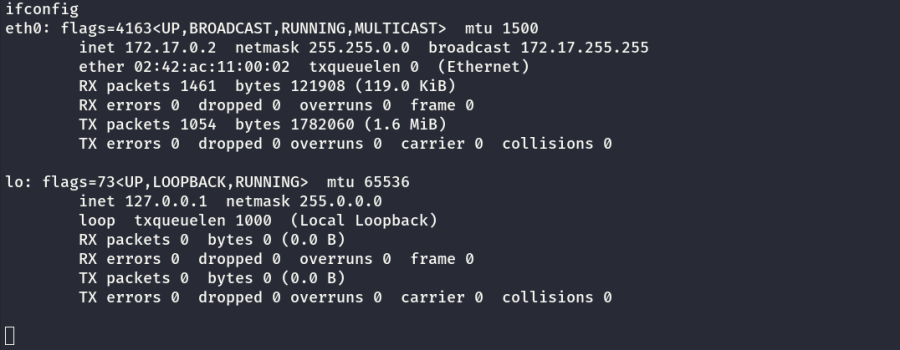 ifconfig
eth0: flags=4163<UP,BROADCAST,RUNNING,MULTICAST>  mtu 1500
        inet 172.17.0.2  netmask 255.255.0.0  broadcast 172.17.255.255
        ether 02:42:ac:11:00:02  txqueuelen 0  (Ethernet)
        RX packets 1461  bytes 121908 (119.0 KiB)
        RX errors 0  dropped 0  overruns 0  frame 0
        TX packets 1054  bytes 1782060 (1.6 MiB)
        TX errors 0  dropped 0 overruns 0  carrier 0  collisions 0

lo: flags=73<UP,LOOPBACK,RUNNING>  mtu 65536
        inet 127.0.0.1  netmask 255.0.0.0
        loop  txqueuelen 1000  (Local Loopback)
        RX packets 0  bytes 0 (0.0 B)
        RX errors 0  dropped 0  overruns 0  frame 0
        TX packets 0  bytes 0 (0.0 B)
        TX errors 0  dropped 0 overruns 0  carrier 0  collisions 0